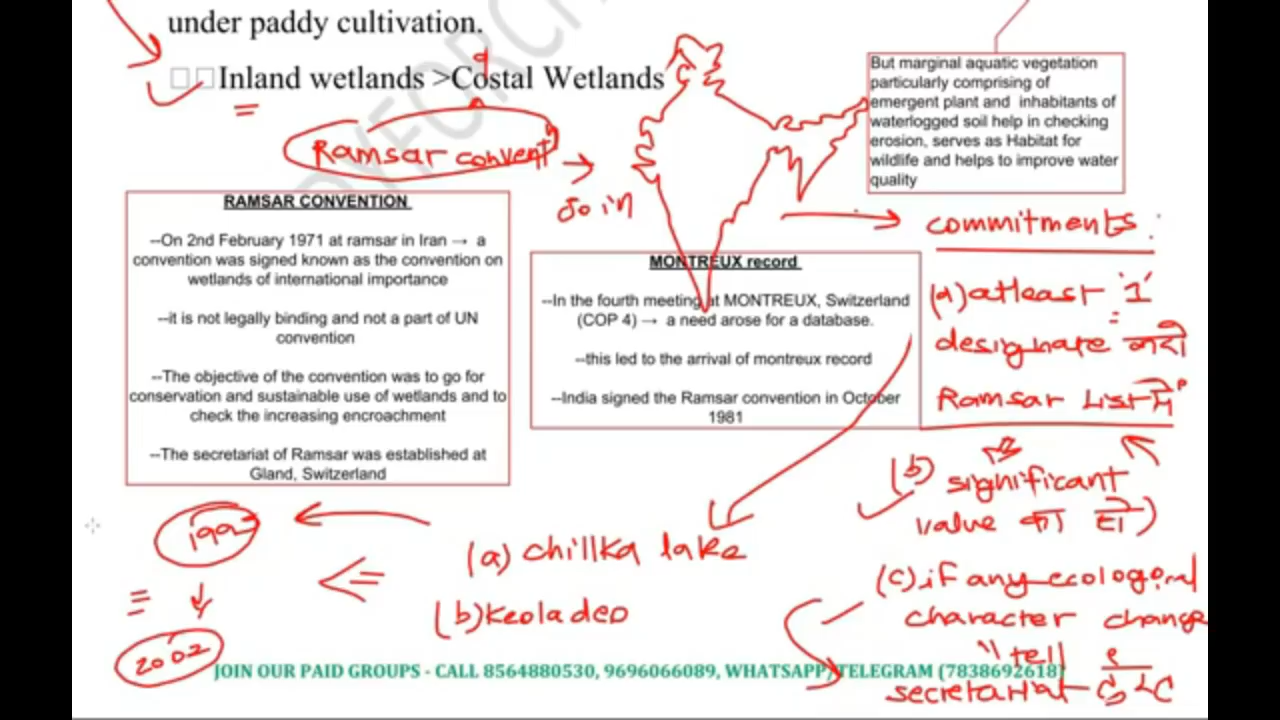 under paddy cultivation.
Inland wetlands >Costal Wetlands
a
Ramsar convent
Join
But marginal aquatic vegetation
particularly comprising of
emergent plant and inhabitants of
waterlogged soil help in checking
erosion, serves as Habitat for
wildlife and helps to improve water
quality
RAMSAR CONVENTION
--On 2nd February 1971 at ramsar in Iran → a
convention was signed known as the convention on
wetlands of international importance
--it is not legally binding and not a part of UN
convention
--The objective of the convention was to go for
conservation and sustainable use of wetlands and to
check the increasing encroachment
--The secretariat of Ramsar was established at
Gland, Switzerland
MONTREUX record
--In the fourth meeting at MONTREUX, Switzerland
(COP 4) → a need arose for a database.
--this led to the arrival of montreux record
--India signed the Ramsar convention in October
1981
commitments:
(a) atleast '1'
designate करो
Ramsar List में
(b) significant
value का हो)
(c) if any ecological
character change
" tell
secretariat को
(a) chillka lake
(b) Keoladeo
2002
JOIN OUR PAID GROUPS - CALL 8564880530, 9696066089, WHATSAPP/TELEGRAM (7838692618)